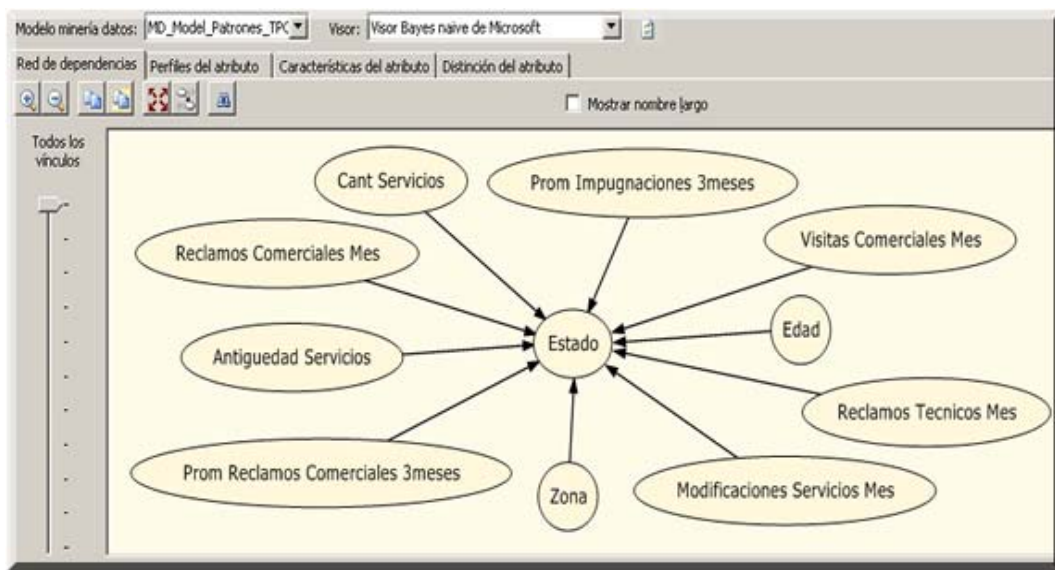 Modelo minería datos: MD_Model_Patrones_TPC Visor: Visor Bayes naive de Microsoft
Red de dependencias Perfiles del atributo Características del atributo Distinción del atributo
Mostrar nombre largo
Todos los
vínculos
Cant Servicios
Prom Impugnaciones 3meses
Reclamos Comerciales Mes
Visitas Comerciales Mes
Edad
Estado
Antiguedad Servicios
Reclamos Tecnicos Mes
Prom Reclamos Comerciales 3meses
Zona
Modificaciones Servicios Mes